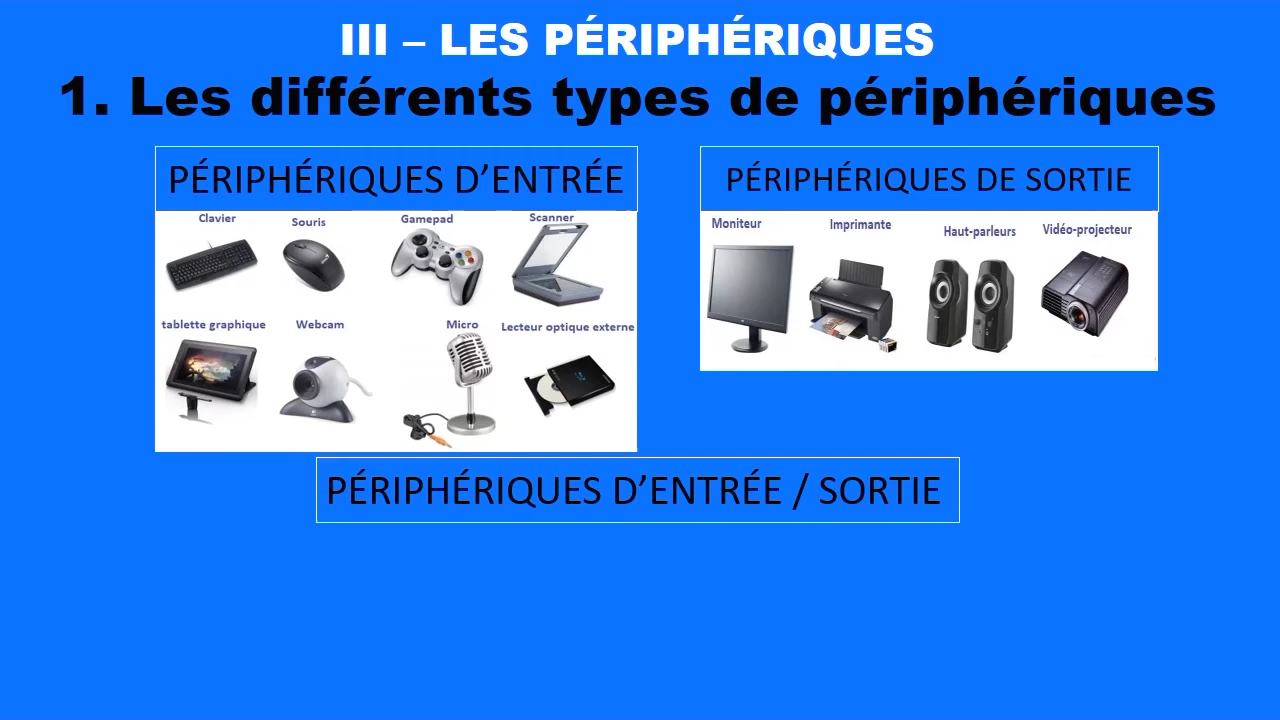 III – LES PÉRIPHÉRIQUES
1. Les différents types de périphériques
PÉRIPHÉRIQUES D’ENTRÉE
Clavier
Souris
Gamepad
Scanner
tablette graphique
Webcam
Micro
Lecteur optique externe
PÉRIPHÉRIQUES DE SORTIE
Moniteur
Imprimante
Haut-parleurs
Vidéo-projecteur
PÉRIPHÉRIQUES D’ENTRÉE / SORTIE